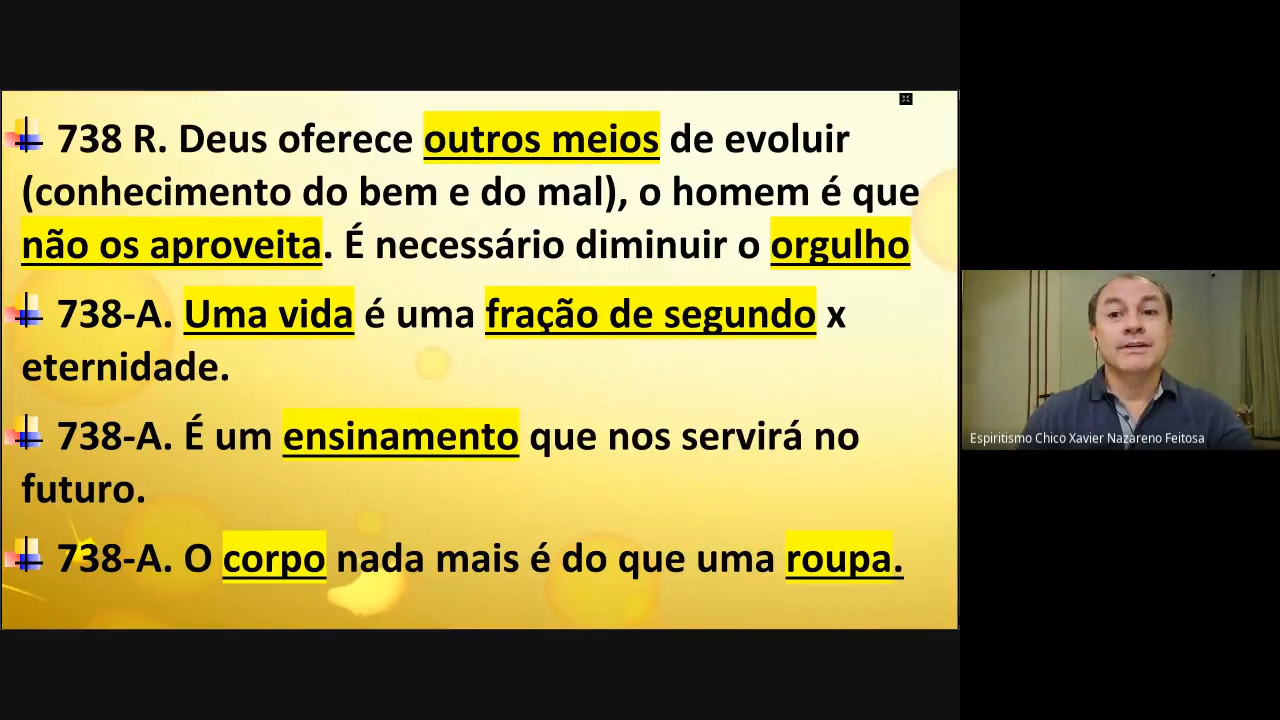 738 R. Deus oferece outros meios de evoluir
(conhecimento do bem e do mal), o homem é que
não os aproveita. É necessário diminuir o orgulho
738-A. Uma vida é uma fração de segundo x
eternidade.
738-A. É um ensinamento que nos servirá no
futuro.
738-A. O corpo nada mais é do que uma roupa.
Espiritismo Chico Xavier Nazareno Feitosa